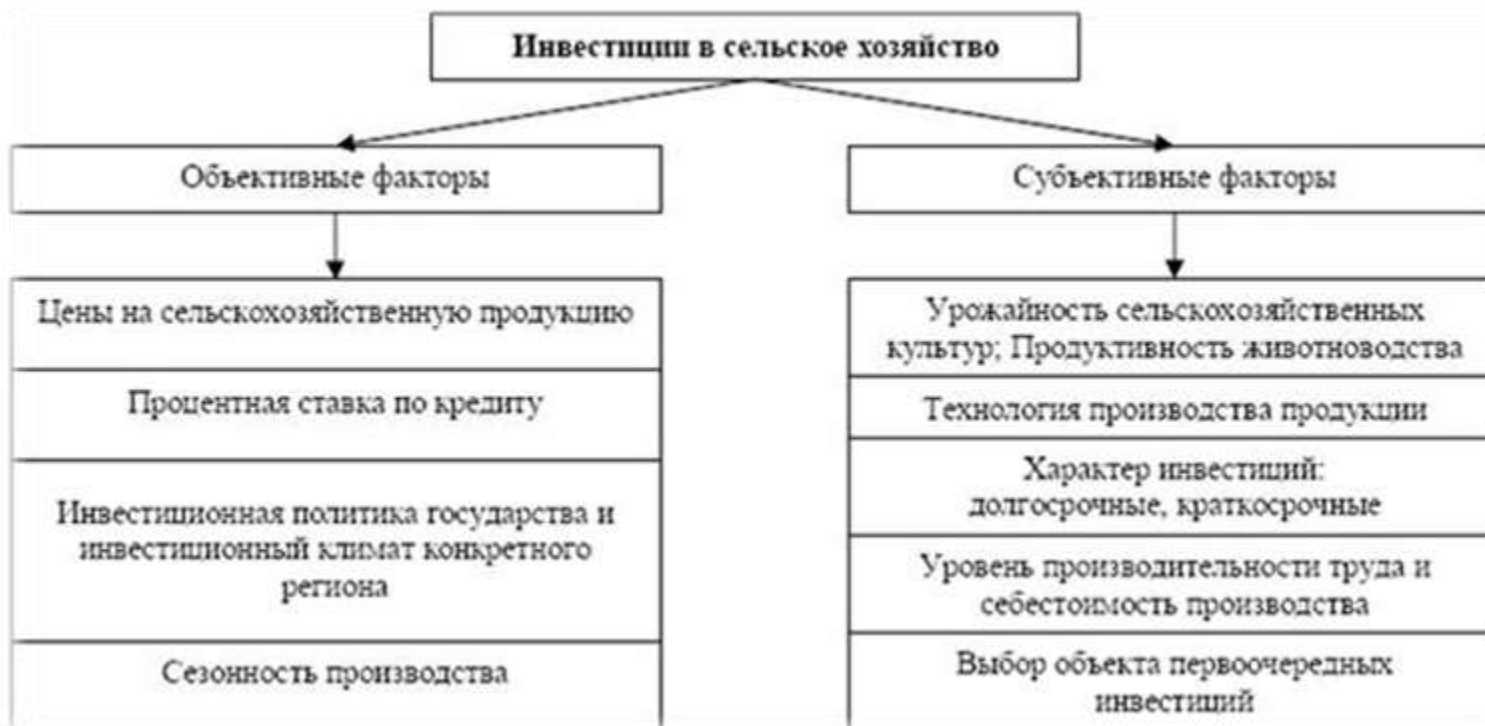 Инвестиции в сельское хозяйство
Объективные факторы
Цены на сельскохозяйственную продукцию
Процентная ставка по кредиту
Инвестиционная политика государства и
инвестиционный климат конкретного
региона
Сезонность производства
Субъективные факторы
Урожайность сельскохозяйственных
культур; Продуктивность животноводства
Технология производства продукции
Характер инвестиций:
долгосрочные, краткосрочные
Уровень производительности труда и
себестоимость производства
Выбор объекта первоочередных
инвестиций